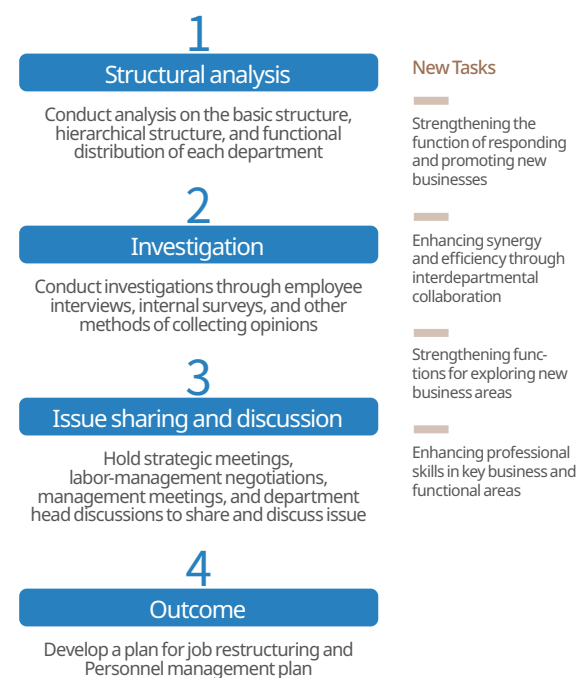 1
Structural analysis
Conduct analysis on the basic structure,
hierarchical structure, and functional
distribution of each department
2
Investigation
Conduct investigations through employee
interviews, internal surveys, and other
methods of collecting opinions
3
Issue sharing and discussion
Hold strategic meetings,
labor-management negotiations,
management meetings, and department
head discussions to share and discuss issue
4
Outcome
Develop a plan for job restructuring and
Personnel management plan
New Tasks
Strengthening the
function of responding
and promoting new
businesses
Enhancing synergy
and efficiency through
interdepartmental
collaboration
Strengthening func-
tions for exploring new
business areas
Enhancing professional
skills in key business and
functional areas